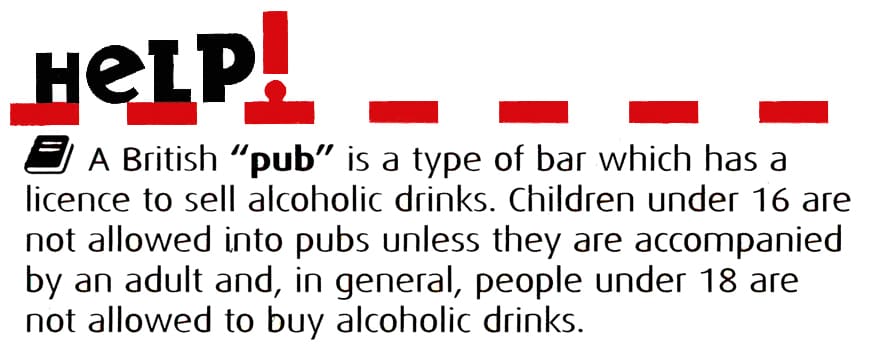 HeLP!
A British “pub” is a type of bar which has a
licence to sell alcoholic drinks. Children under 16 are
not allowed into pubs unless they are accompanied
by an adult and, in general, people under 18 are
not allowed to buy alcoholic drinks.